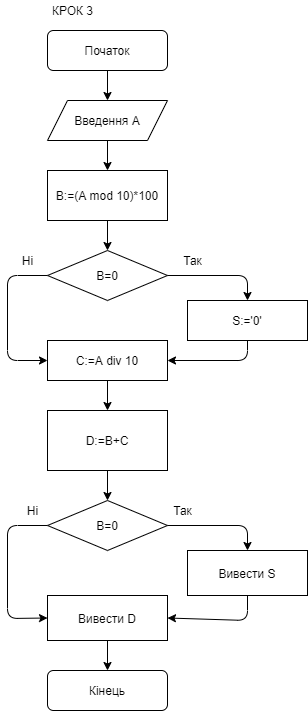 КРОК 3
Початок
Введення А
B:=(A mod 10)*100
B=0
Ні
Так
S:='0'
C:=A div 10
D:=B+C
B=0
Ні
Так
Вивести S
Вивести D
Кінець